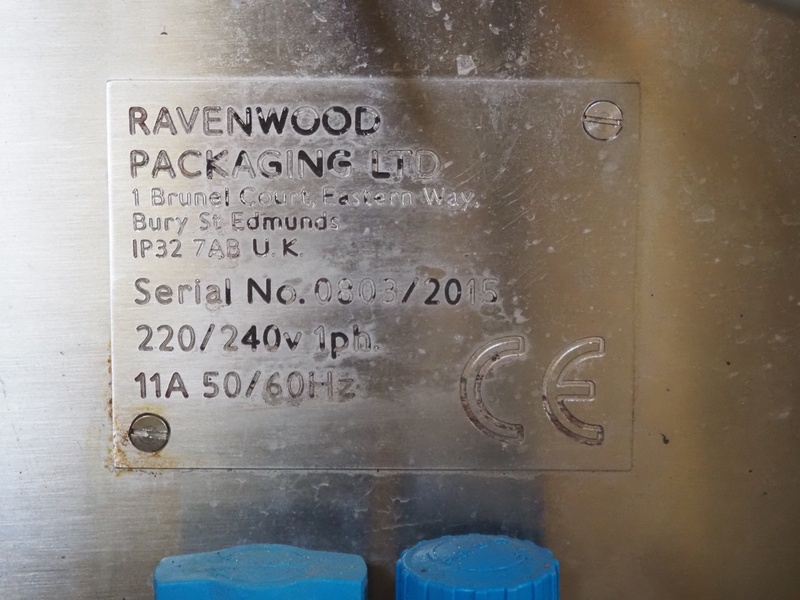 RAVENWOOD
PACKAGING LTD
1 Brunel Court, Eastern Way,
Bury St Edmunds
IP32 7AB U.K.
Serial No. 0803/2015
220/240v 1ph.
11A 50/60Hz
CE